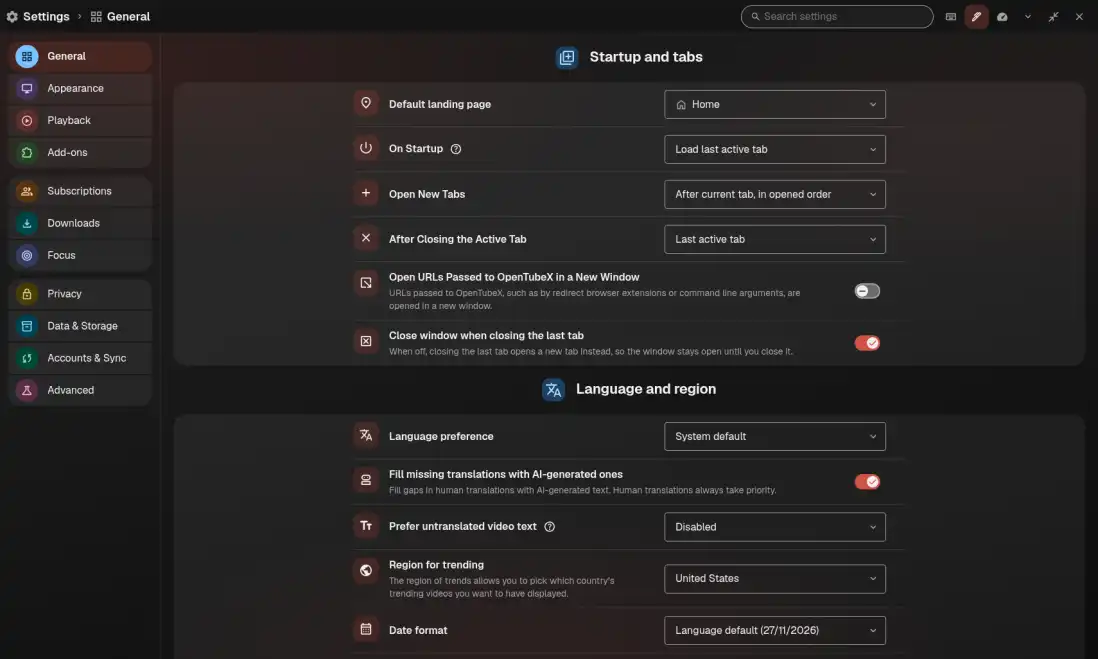 Settings › General
Search settings
General
Appearance
Playback
Add-ons
Subscriptions
Downloads
Focus
Privacy
Data & Storage
Accounts & Sync
Advanced
Startup and tabs
Default landing page
Home
On Startup
Load last active tab
Open New Tabs
After current tab, in opened order
After Closing the Active Tab
Last active tab
Open URLs Passed to OpenTubeX in a New Window
URLs passed to OpenTubeX, such as by redirect browser extensions or command line arguments, are
opened in a new window.
Close window when closing the last tab
When off, closing the last tab opens a new tab instead, so the window stays open until you close it.
Language and region
Language preference
System default
Fill missing translations with AI-generated ones
Fill gaps in human translations with AI-generated text. Human translations always take priority.
Prefer untranslated video text
Disabled
Region for trending
The region of trends allows you to pick which country's
trending videos you want to have displayed.
United States
Date format
Language default (27/11/2026)